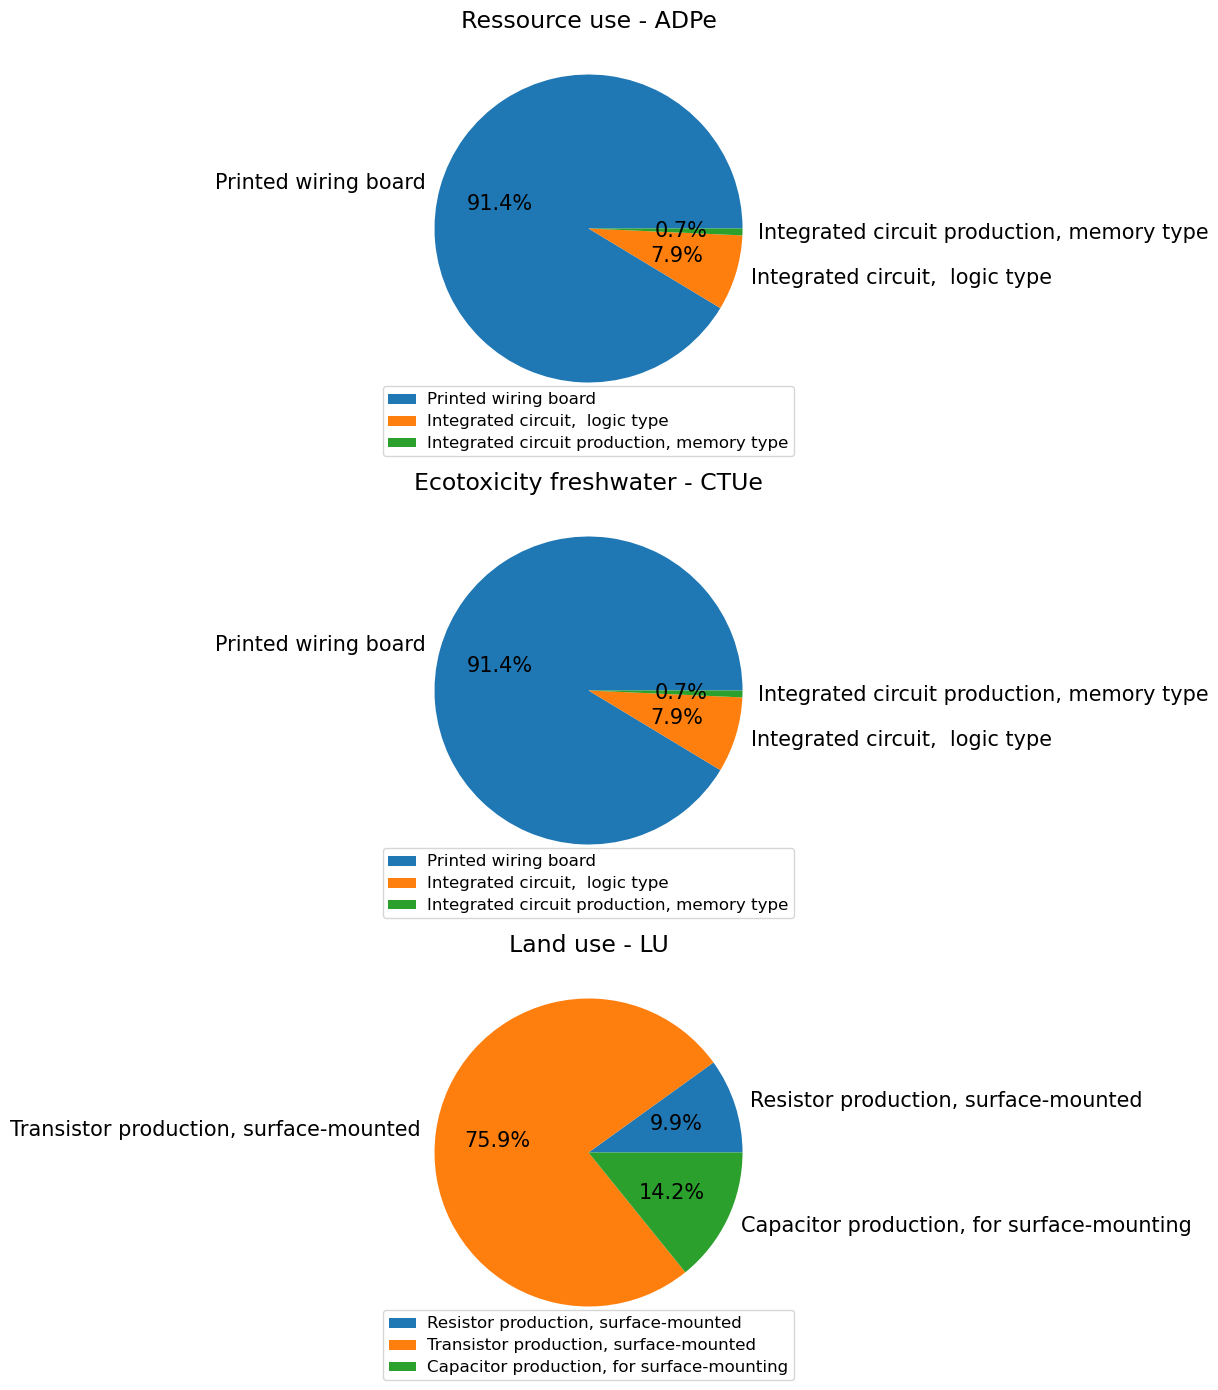 Ressource use - ADPe
Printed wiring board
91.4%
0.7%
Integrated circuit production, memory type
7.9%
Integrated circuit,  logic type
Printed wiring board
Integrated circuit,  logic type
Integrated circuit production, memory type
Ecotoxicity freshwater - CTUe
Printed wiring board
91.4%
0.7%
Integrated circuit production, memory type
7.9%
Integrated circuit,  logic type
Printed wiring board
Integrated circuit,  logic type
Integrated circuit production, memory type
Land use - LU
Resistor production, surface-mounted
9.9%
Transistor production, surface-mounted
75.9%
14.2%
Capacitor production, for surface-mounting
Resistor production, surface-mounted
Transistor production, surface-mounted
Capacitor production, for surface-mounting